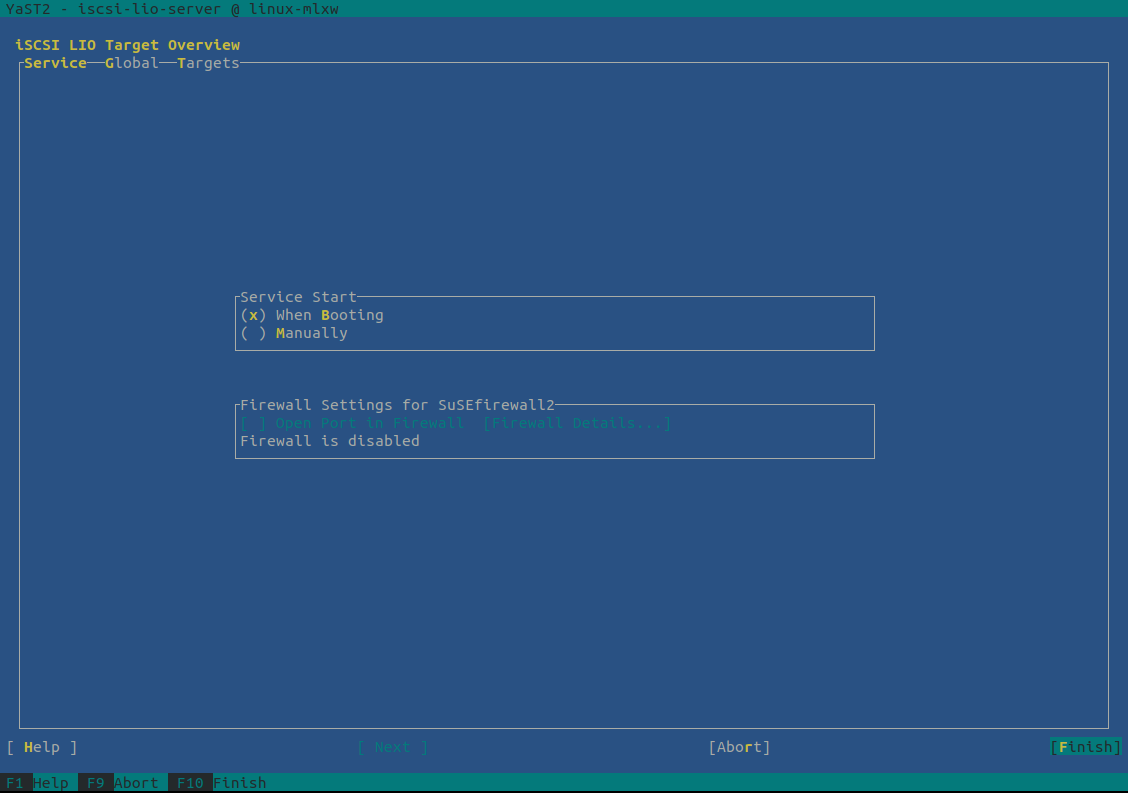 YaST2 - iscsi-lio-server @ linux-mlxw
iSCSI LIO Target Overview
Service Global Targets
Service Start
(x) When Booting
( ) Manually
Firewall Settings for SuSEfirewall2
[ ] Open Port in Firewall [Firewall Details...]
Firewall is disabled
[ Help ] [ Next ] [Abort] [Finish]
F1 Help F9 Abort F10 Finish